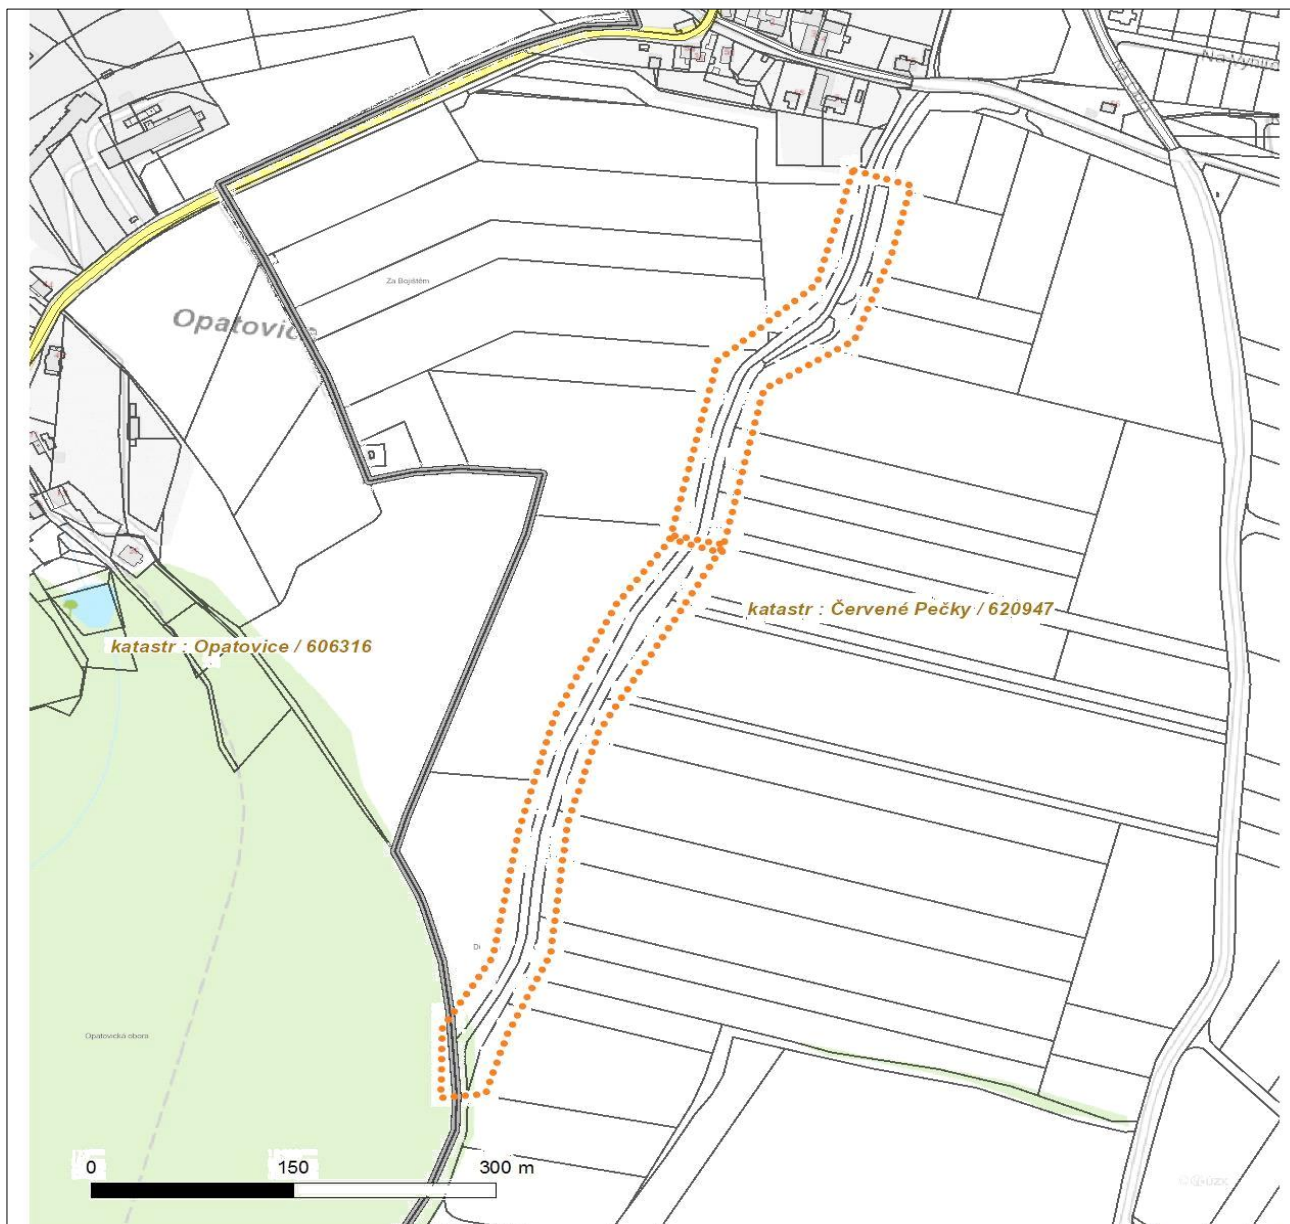 Za Bojištěm
Opatovice
katastr : Červené Pečky / 620947
katastr : Opatovice / 606316
Opatovická obora
0 150 300 m